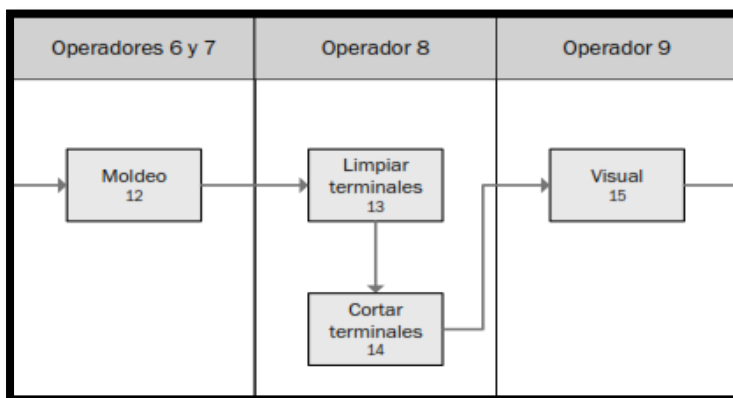 Operadores 6 y 7
Operador 8
Operador 9
Moldeo
12
Limpiar
terminales
13
Visual
15
Cortar
terminales
14